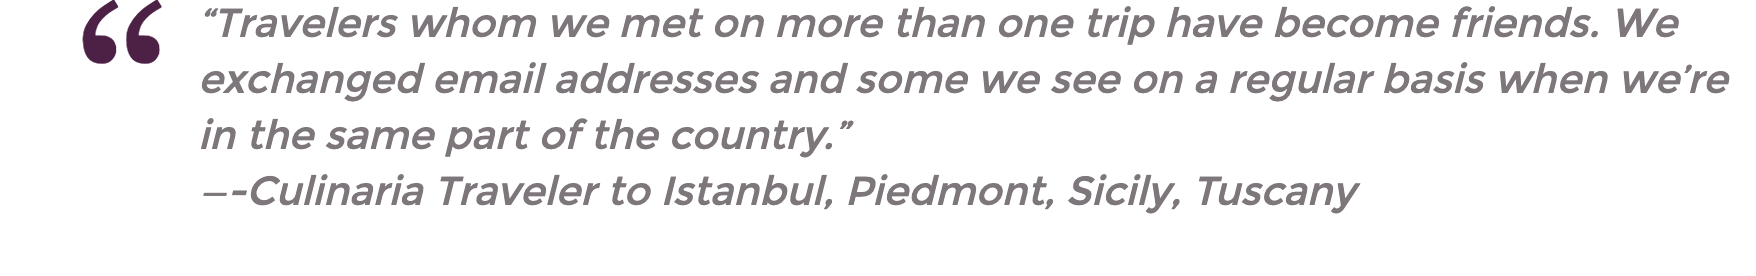 “Travelers whom we met on more than one trip have become friends. We
exchanged email addresses and some we see on a regular basis when we’re
in the same part of the country.”
—-Culinaria Traveler to Istanbul, Piedmont, Sicily, Tuscany